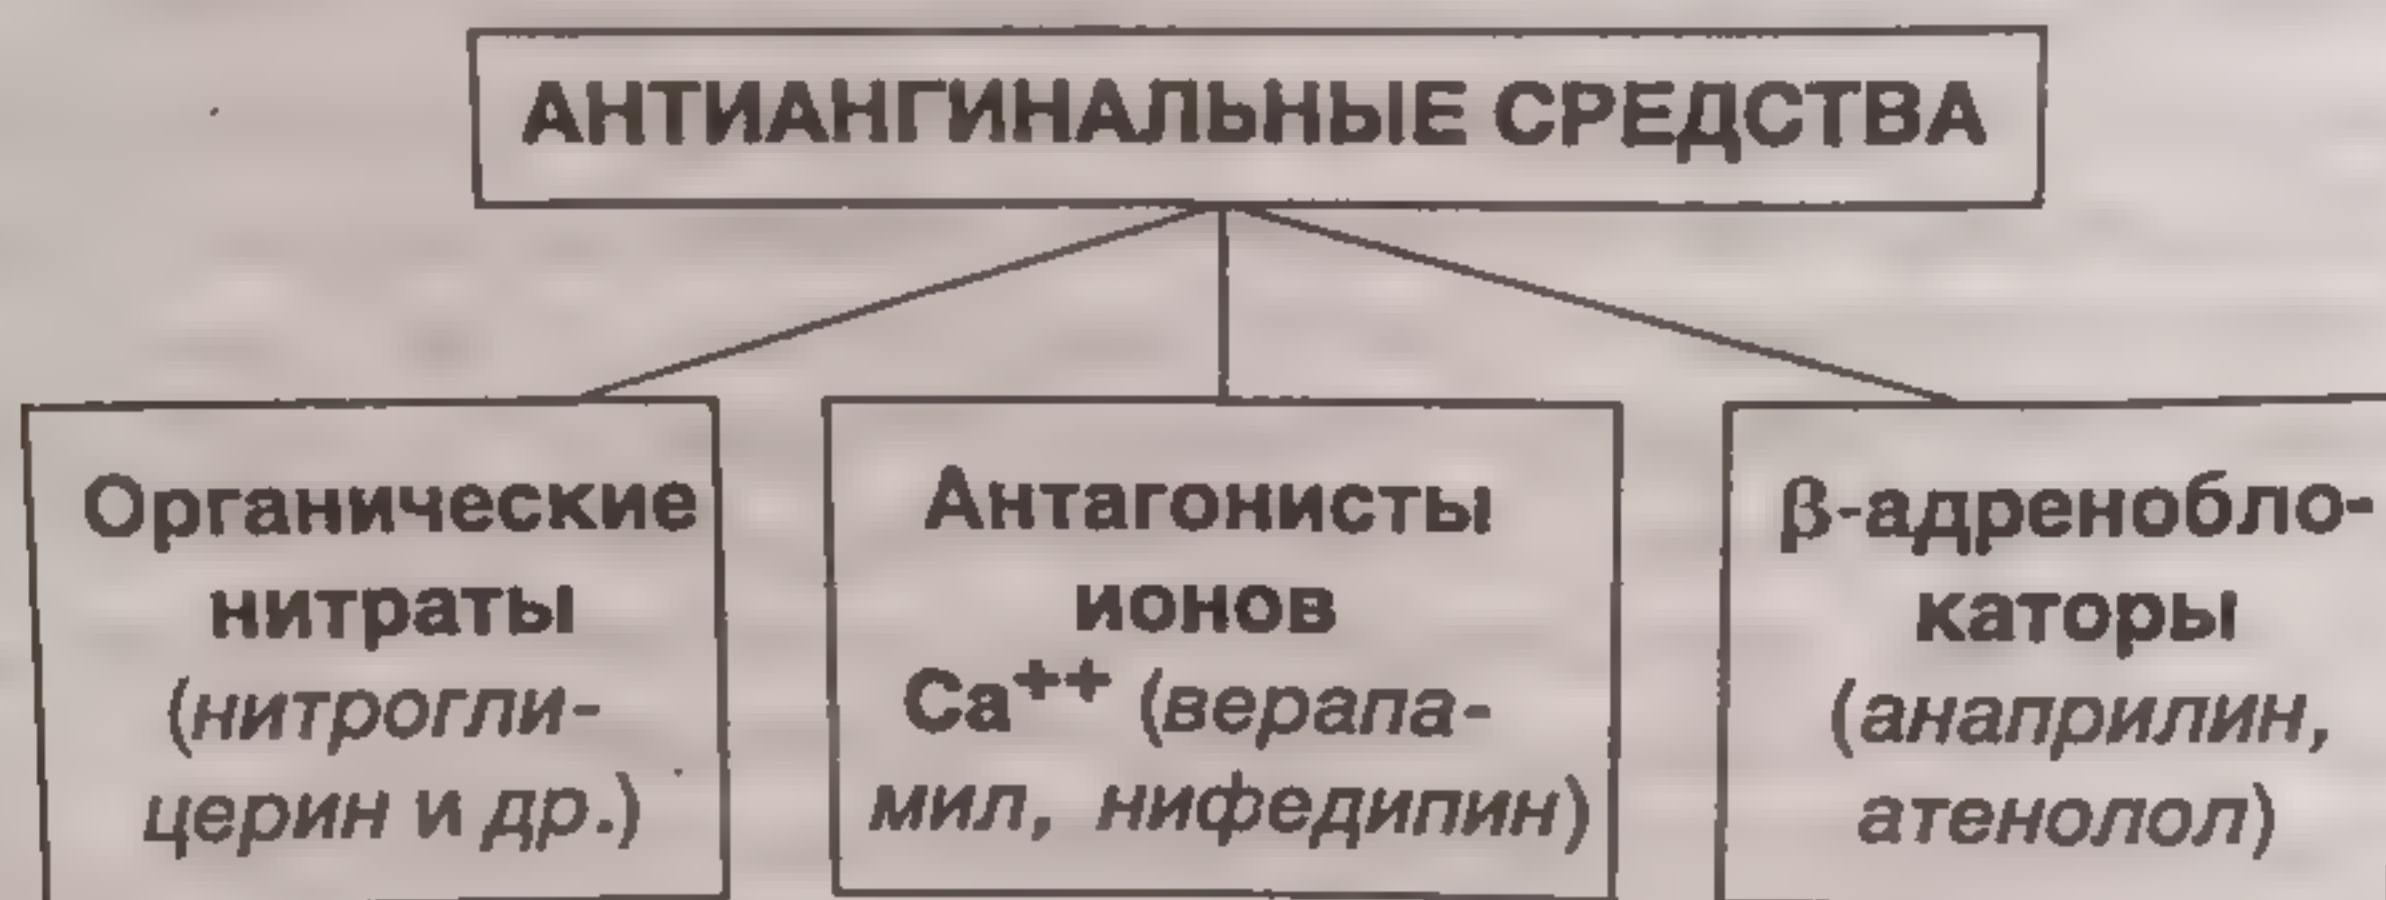 АНТИАНГИНАЛЬНЫЕ СРЕДСТВА
Органические
нитраты
(нитрогли-
церин и др.)
Антагонисты
ионов
Ca⁺⁺ (верапа-
мил, нифедипин)
β-адренобло-
каторы
(анаприлин,
атенолол)